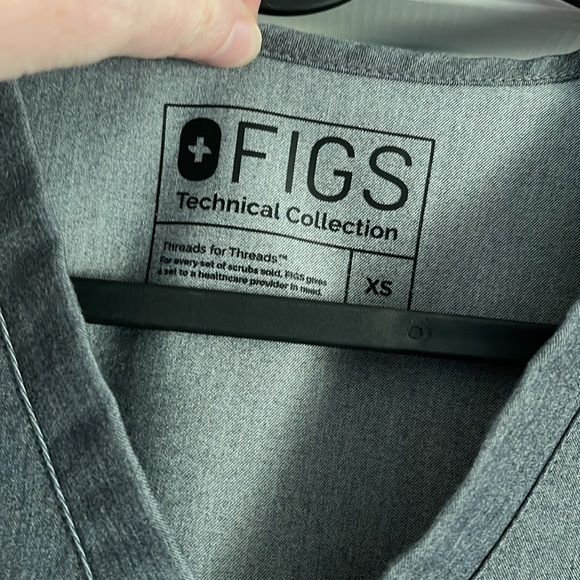 FIGS
Technical Collection
Threads for Threads™
For every set of scrubs sold, FIGS gives
a set to a healthcare provider in need.
XS